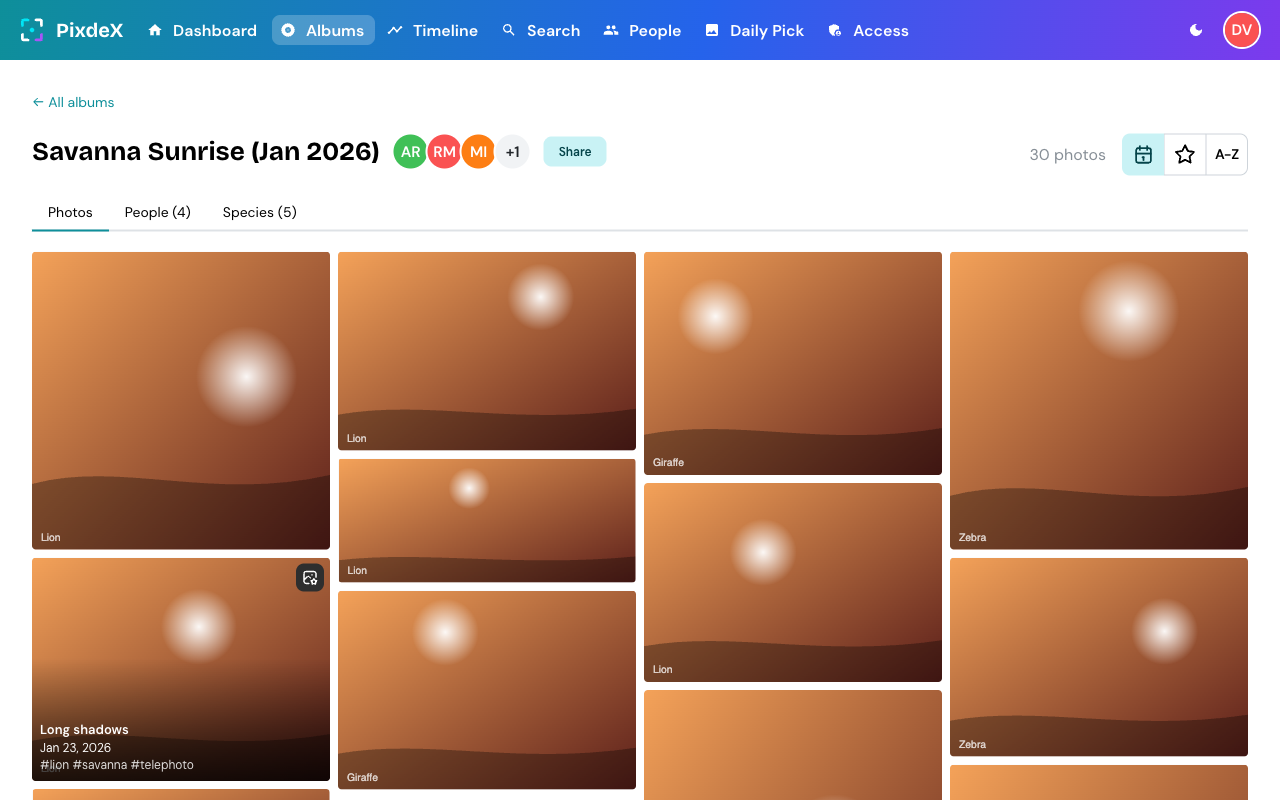 PixdeX
Dashboard
Albums
Timeline
Search
People
Daily Pick
Access
DV
← All albums
Savanna Sunrise (Jan 2026)
AR
RM
MI
+1
Share
30 photos
A-Z
Photos
People (4)
Species (5)
Lion
Lion
Giraffe
Zebra
Lion
Lion
Long shadows
Jan 23, 2026
#lion #savanna #telephoto
Giraffe
Zebra